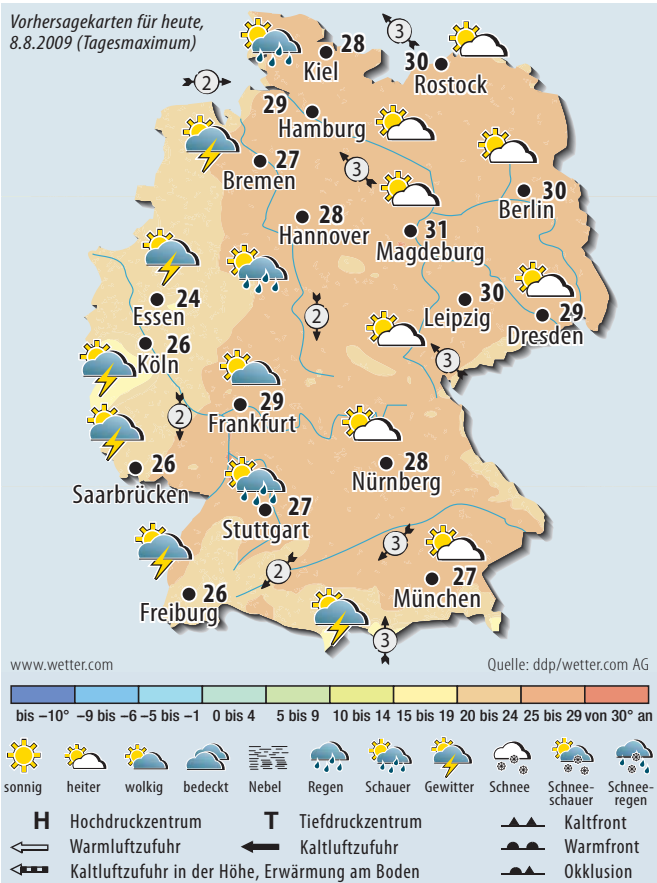 Vorhersagekarten für heute,
8.8.2009 (Tagesmaximum)
3
28
Kiel
30
Rostock
2
29
Hamburg
27
Bremen
3
30
Berlin
28
Hannover
31
Magdeburg
24
Essen
2
30
Leipzig
29
Dresden
26
Köln
3
29
Frankfurt
2
26
Saarbrücken
28
Nürnberg
27
Stuttgart
3
2
26
Freiburg
27
München
3
www.wetter.com
Quelle: ddp/wetter.com AG
bis –10° –9 bis –6 –5 bis –1 0 bis 4 5 bis 9 10 bis 14 15 bis 19 20 bis 24 25 bis 29 von 30° an
sonnig heiter wolkig bedeckt Nebel Regen Schauer Gewitter Schnee Schnee- Schnee-
schauer regen
H Hochdruckzentrum T Tiefdruckzentrum Kaltfront
Warmluftzufuhr Kaltluftzufuhr Warmfront
Kaltluftzufuhr in der Höhe, Erwärmung am Boden Okklusion